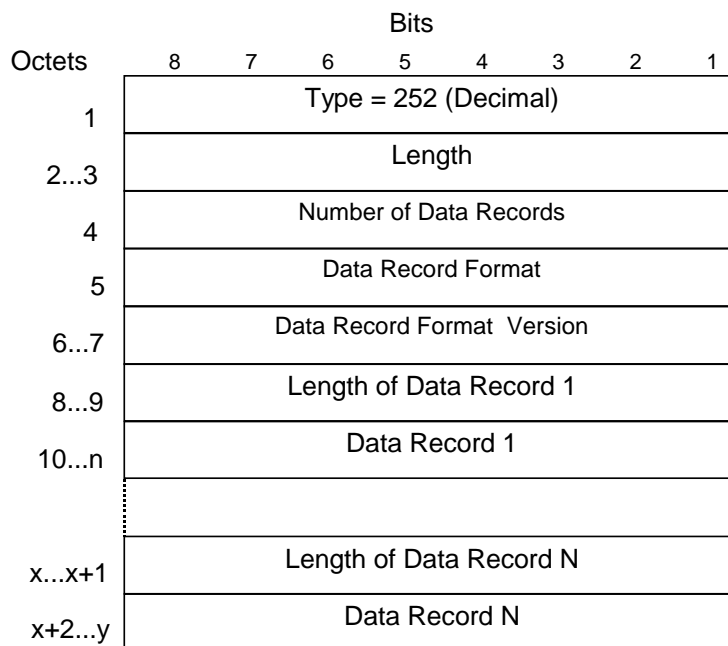 Bits
Octets 8 7 6 5 4 3 2 1
1 Type = 252 (Decimal)
2...3 Length
4 Number of Data Records
5 Data Record Format
6...7 Data Record Format Version
8...9 Length of Data Record 1
10...n Data Record 1
x...x+1 Length of Data Record N
x+2...y Data Record N